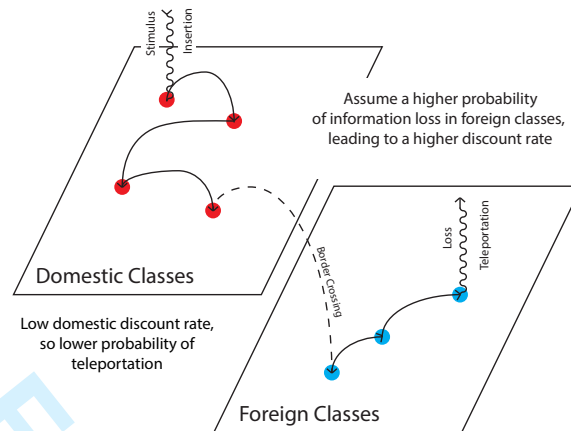 Stimulus
Insertion
Assume a higher probability
of information loss in foreign classes,
leading to a higher discount rate
Loss
Teleportation
Border Crossing
Domestic Classes
Low domestic discount rate,
so lower probability of
teleportation
Foreign Classes